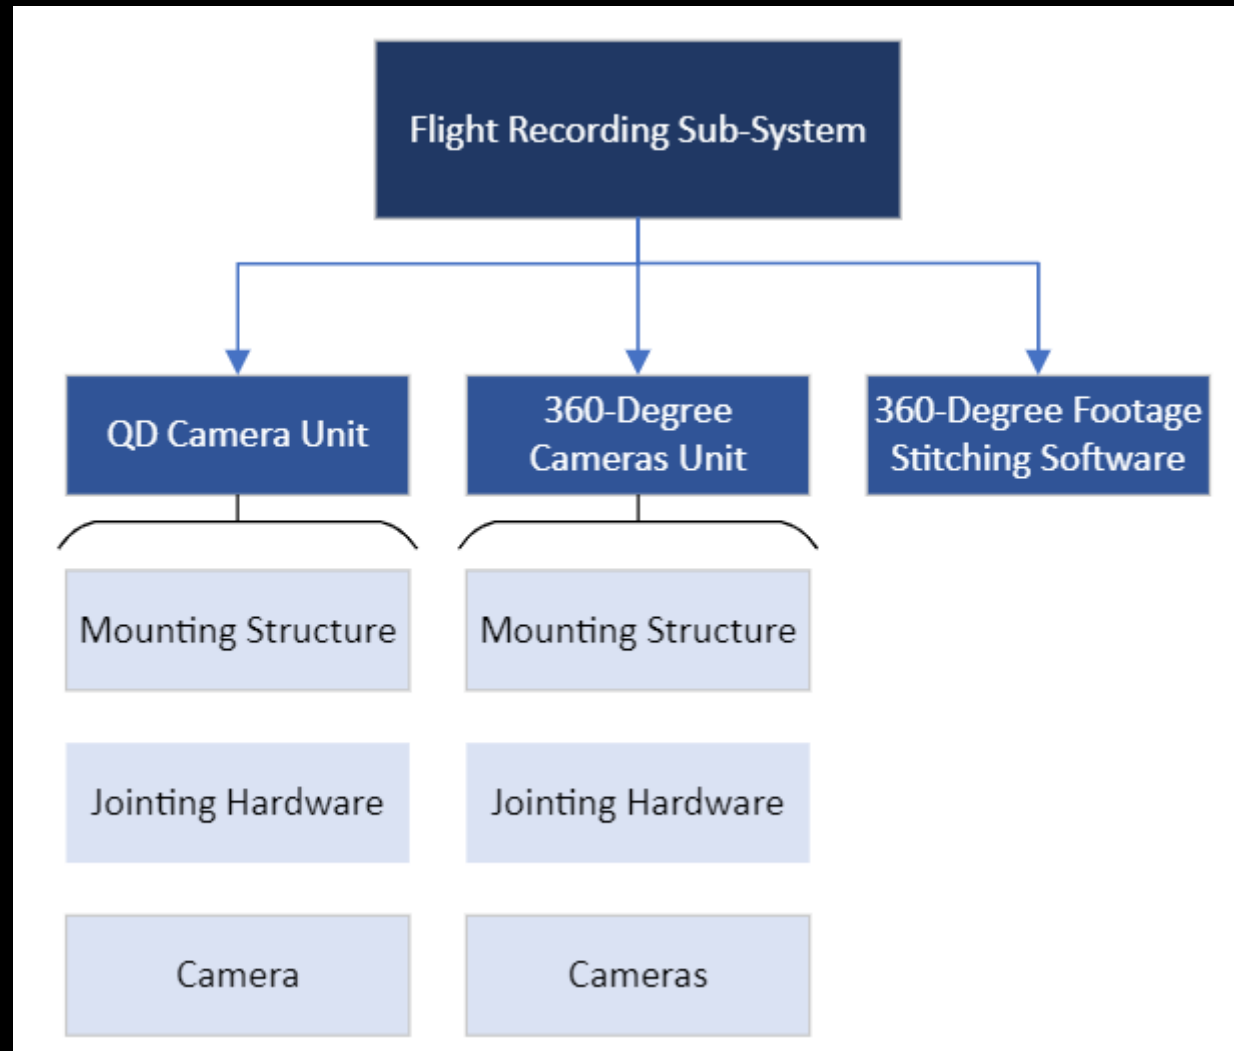 Flight Recording Sub-System
QD Camera Unit
360-Degree
Cameras Unit
360-Degree Footage
Stitching Software
Mounting Structure
Mounting Structure
Jointing Hardware
Jointing Hardware
Camera
Cameras